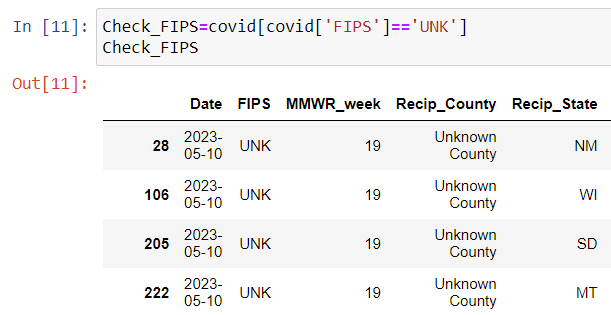 In [11]: Check_FIPS=covid[covid['FIPS']=='UNK']
Check_FIPS
Out[11]:
Date FIPS MMWR_week Recip_County Recip_State
28 2023-05-10 UNK 19 Unknown County NM
106 2023-05-10 UNK 19 Unknown County WI
205 2023-05-10 UNK 19 Unknown County SD
222 2023-05-10 UNK 19 Unknown County MT